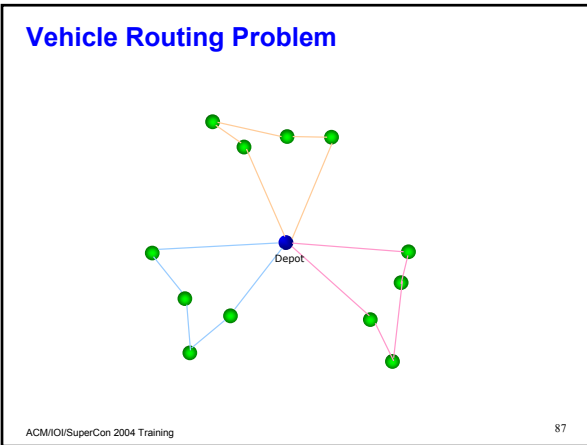 Vehicle Routing Problem
Depot
ACM/IOI/SuperCon 2004 Training
87